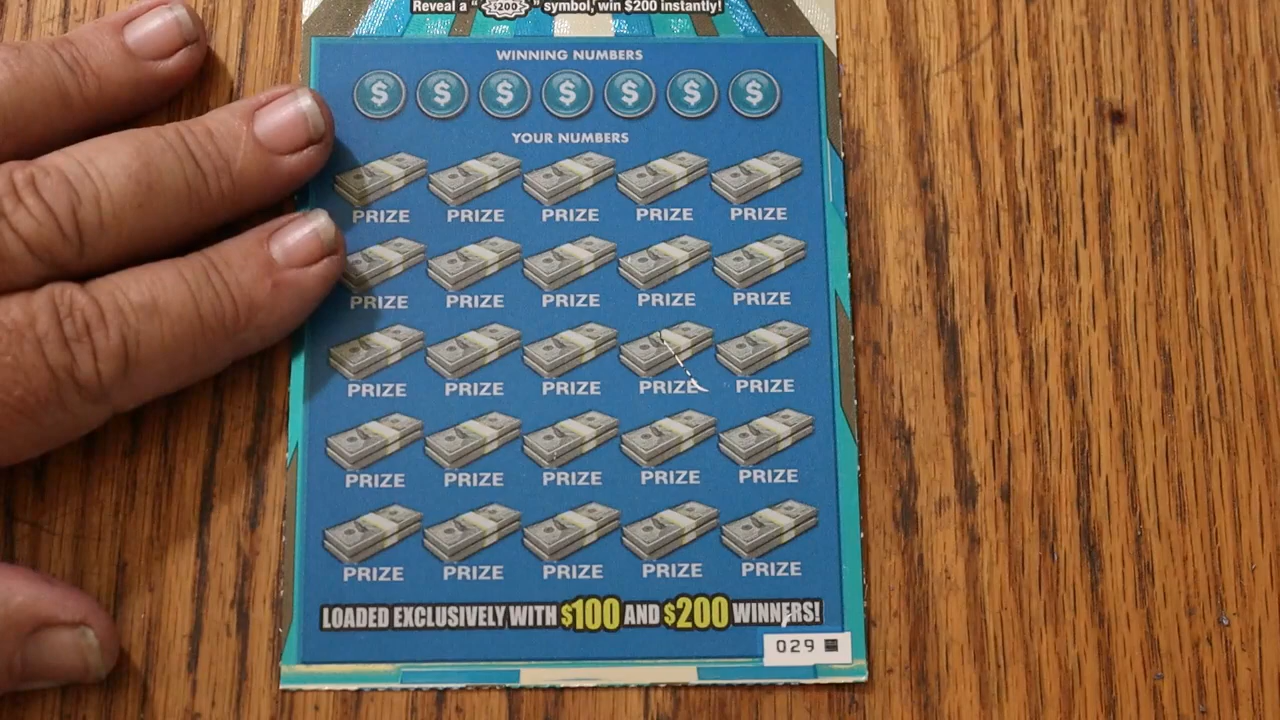 Reveal a "$200" symbol, win $200 instantly!
WINNING NUMBERS
$ $ $ $ $ $ $
YOUR NUMBERS
PRIZE PRIZE PRIZE PRIZE PRIZE
PRIZE PRIZE PRIZE PRIZE PRIZE
PRIZE PRIZE PRIZE PRIZE PRIZE
PRIZE PRIZE PRIZE PRIZE PRIZE
PRIZE PRIZE PRIZE PRIZE PRIZE
LOADED EXCLUSIVELY WITH $100 AND $200 WINNERS!
029